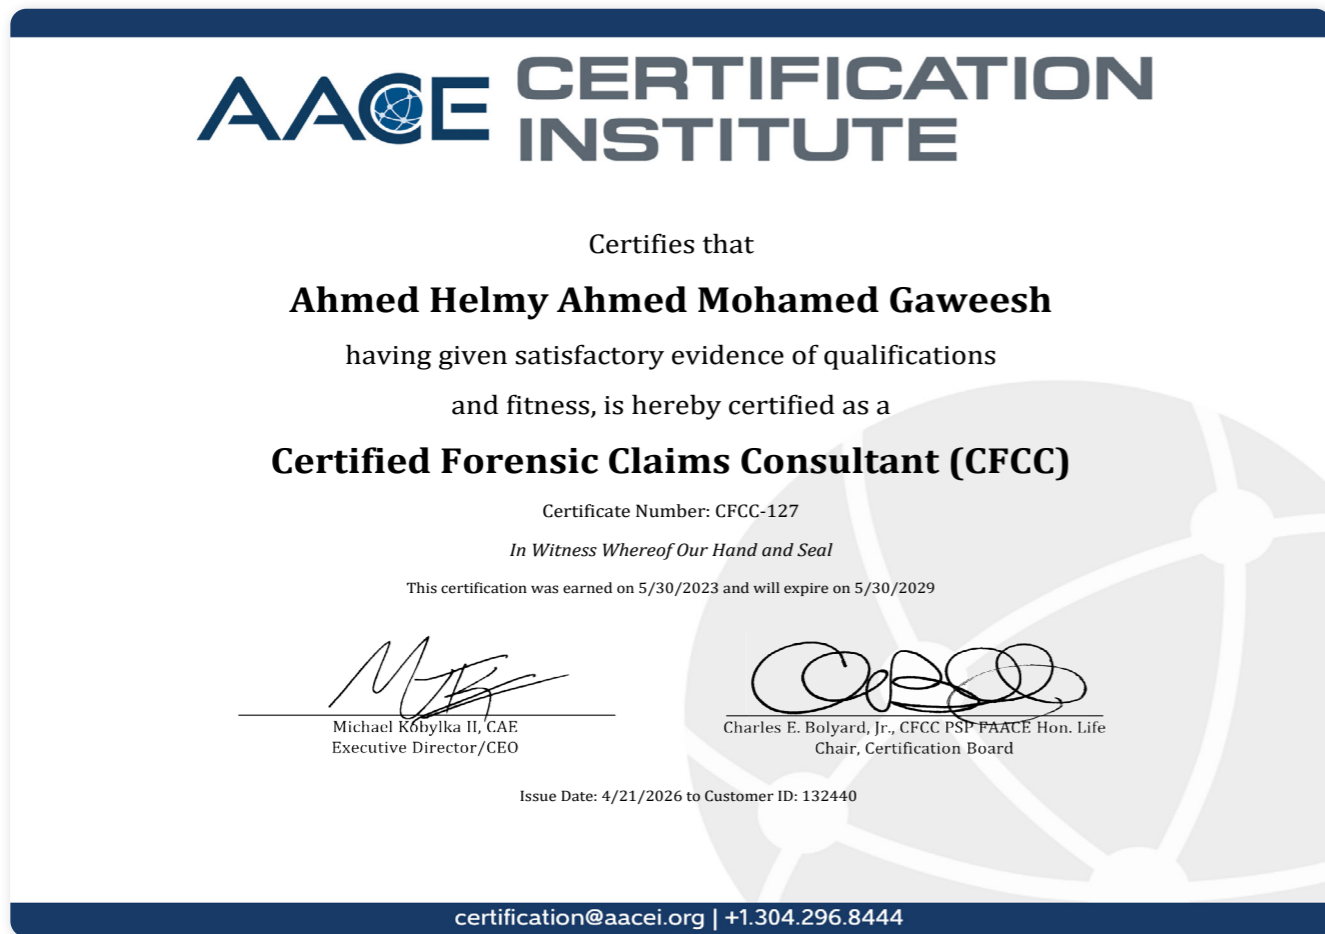 AACE CERTIFICATION
INSTITUTE
Certifies that
Ahmed Helmy Ahmed Mohamed Gaweesh
having given satisfactory evidence of qualifications
and fitness, is hereby certified as a
Certified Forensic Claims Consultant (CFCC)
Certificate Number: CFCC-127
In Witness Whereof Our Hand and Seal
This certification was earned on 5/30/2023 and will expire on 5/30/2029
Michael Kobylka II, CAE
Executive Director/CEO
Charles E. Bolyard, Jr., CFCC PSP FAACE Hon. Life
Chair, Certification Board
Issue Date: 4/21/2026 to Customer ID: 132440
certification@aacei.org | +1.304.296.8444